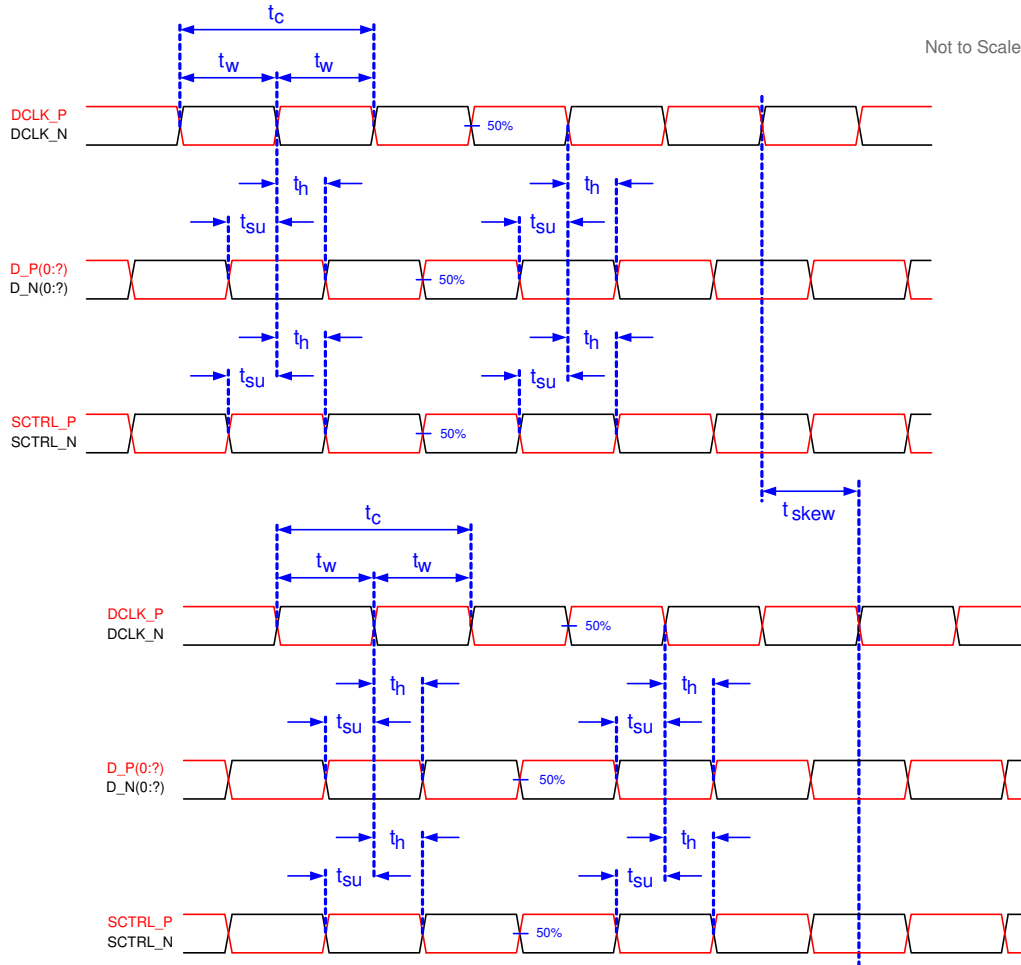 t_c
Not to Scale
t_w t_w
DCLK_P
DCLK_N
50%
t_h t_h
t_su t_su
D_P(0:?)
D_N(0:?)
50%
t_h t_h
t_su t_su
SCTRL_P
SCTRL_N
50%
t_skew
t_c
t_w t_w
DCLK_P
DCLK_N
50%
t_h t_h
t_su t_su
D_P(0:?)
D_N(0:?)
50%
t_h t_h
t_su t_su
SCTRL_P
SCTRL_N
50%